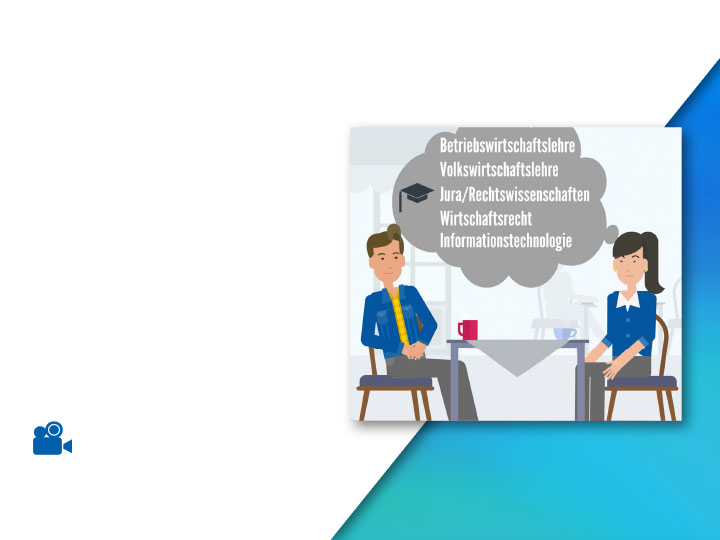 Betriebswirtschaftslehre
Volkswirtschaftslehre
Jura/Rechtswissenschaften
Wirtschaftsrecht
Informationstechnologie